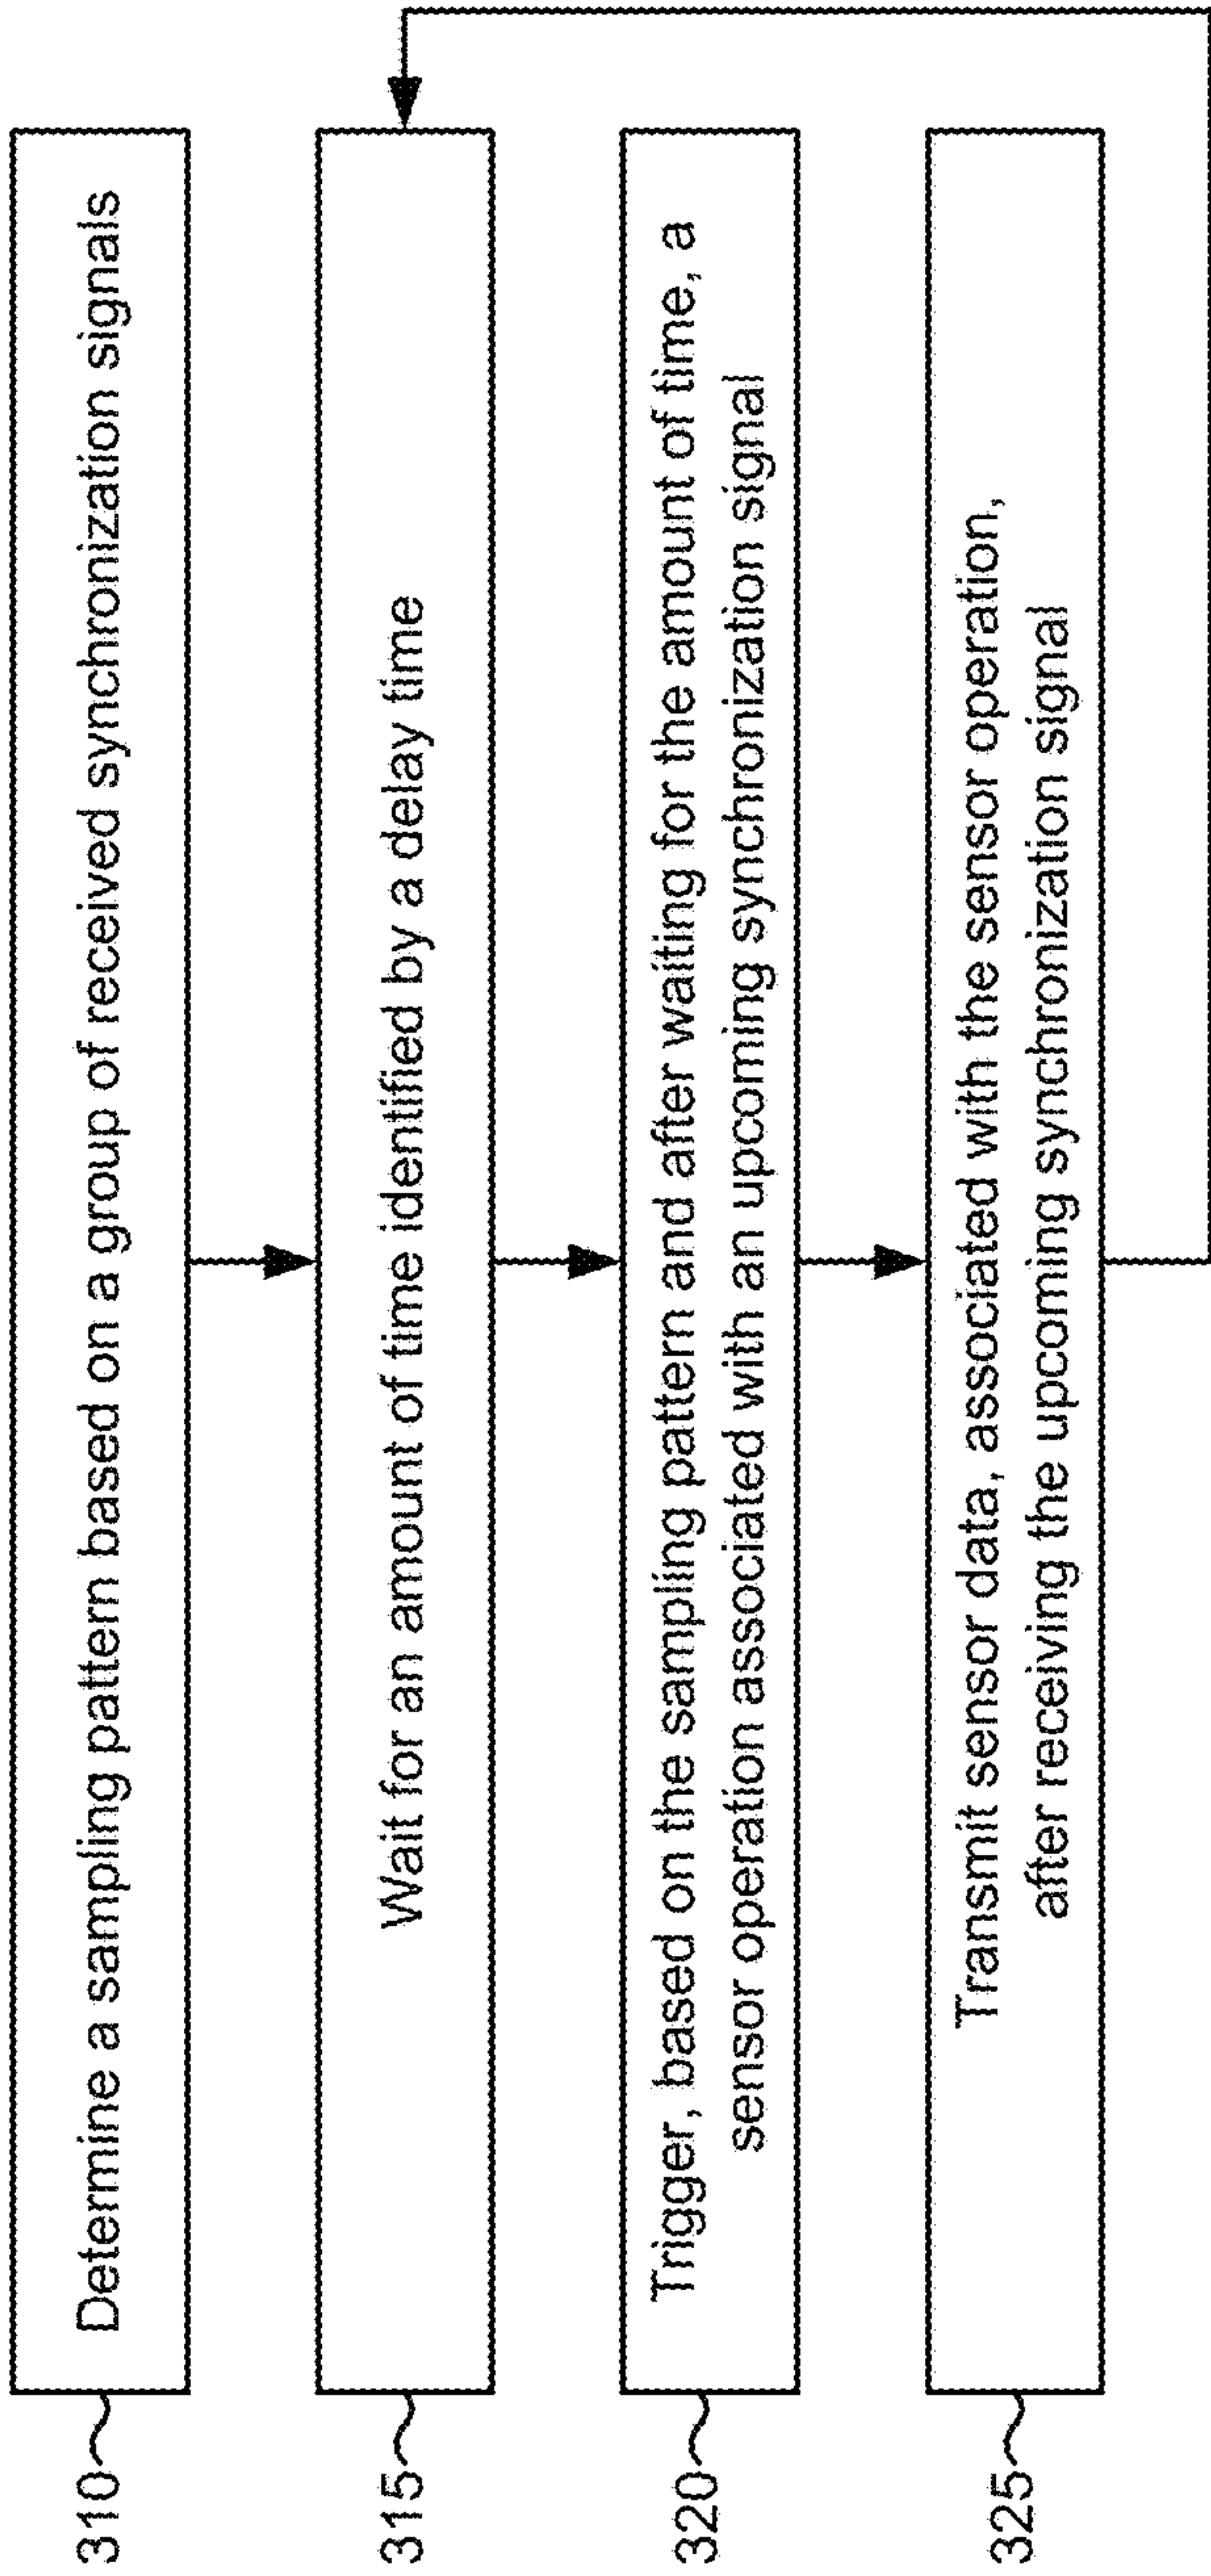 310
Determine a sampling pattern based on a group of received synchronization signals
315
Wait for an amount of time identified by a delay time
320
Trigger, based on the sampling pattern and after waiting for the amount of time, a
sensor operation associated with an upcoming synchronization signal
325
Transmit sensor data, associated with the sensor operation,
after receiving the upcoming synchronization signal